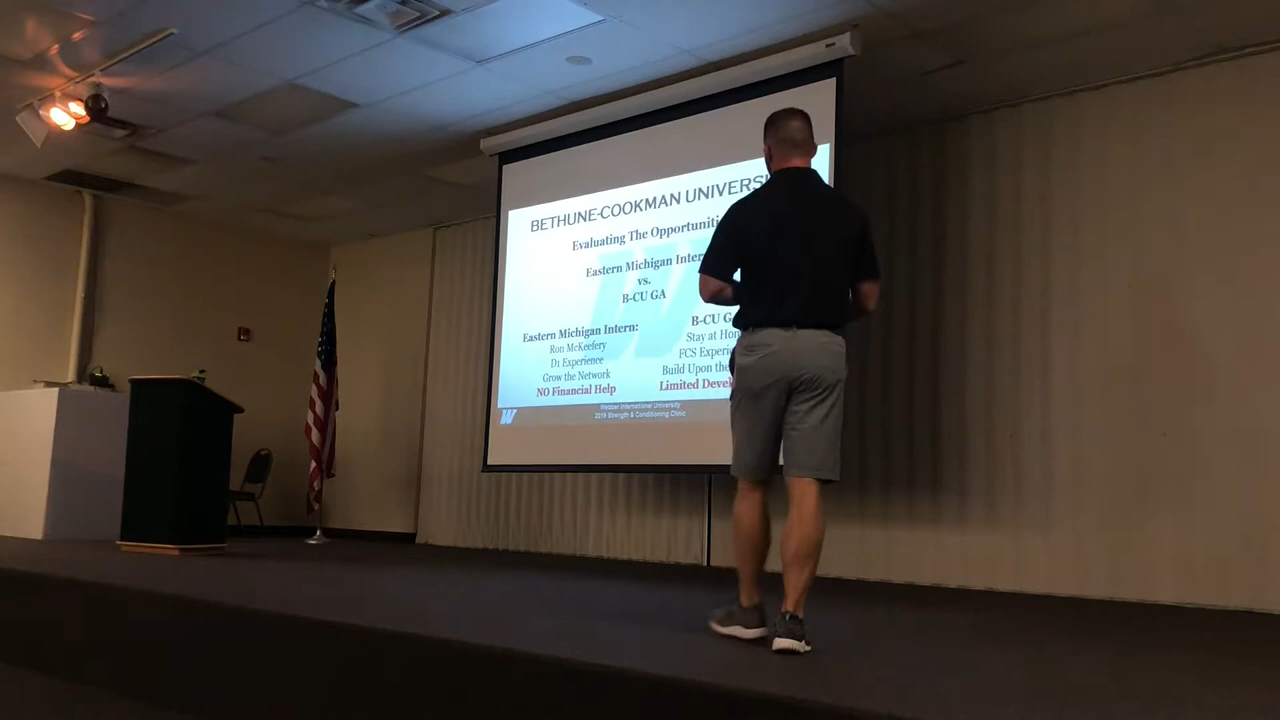 BETHUNE-COOKMAN UNIVERSI
Evaluating The Opportuniti
Eastern Michigan Inter
vs.
B-CU GA
Eastern Michigan Intern:
Ron McKeefery
D1 Experience
Grow the Network
NO Financial Help
B-CU G
Stay at Hom
FCS Experi
Build Upon the
Limited Devel
W
Webber International University
2019 Strength & Conditioning Clinic